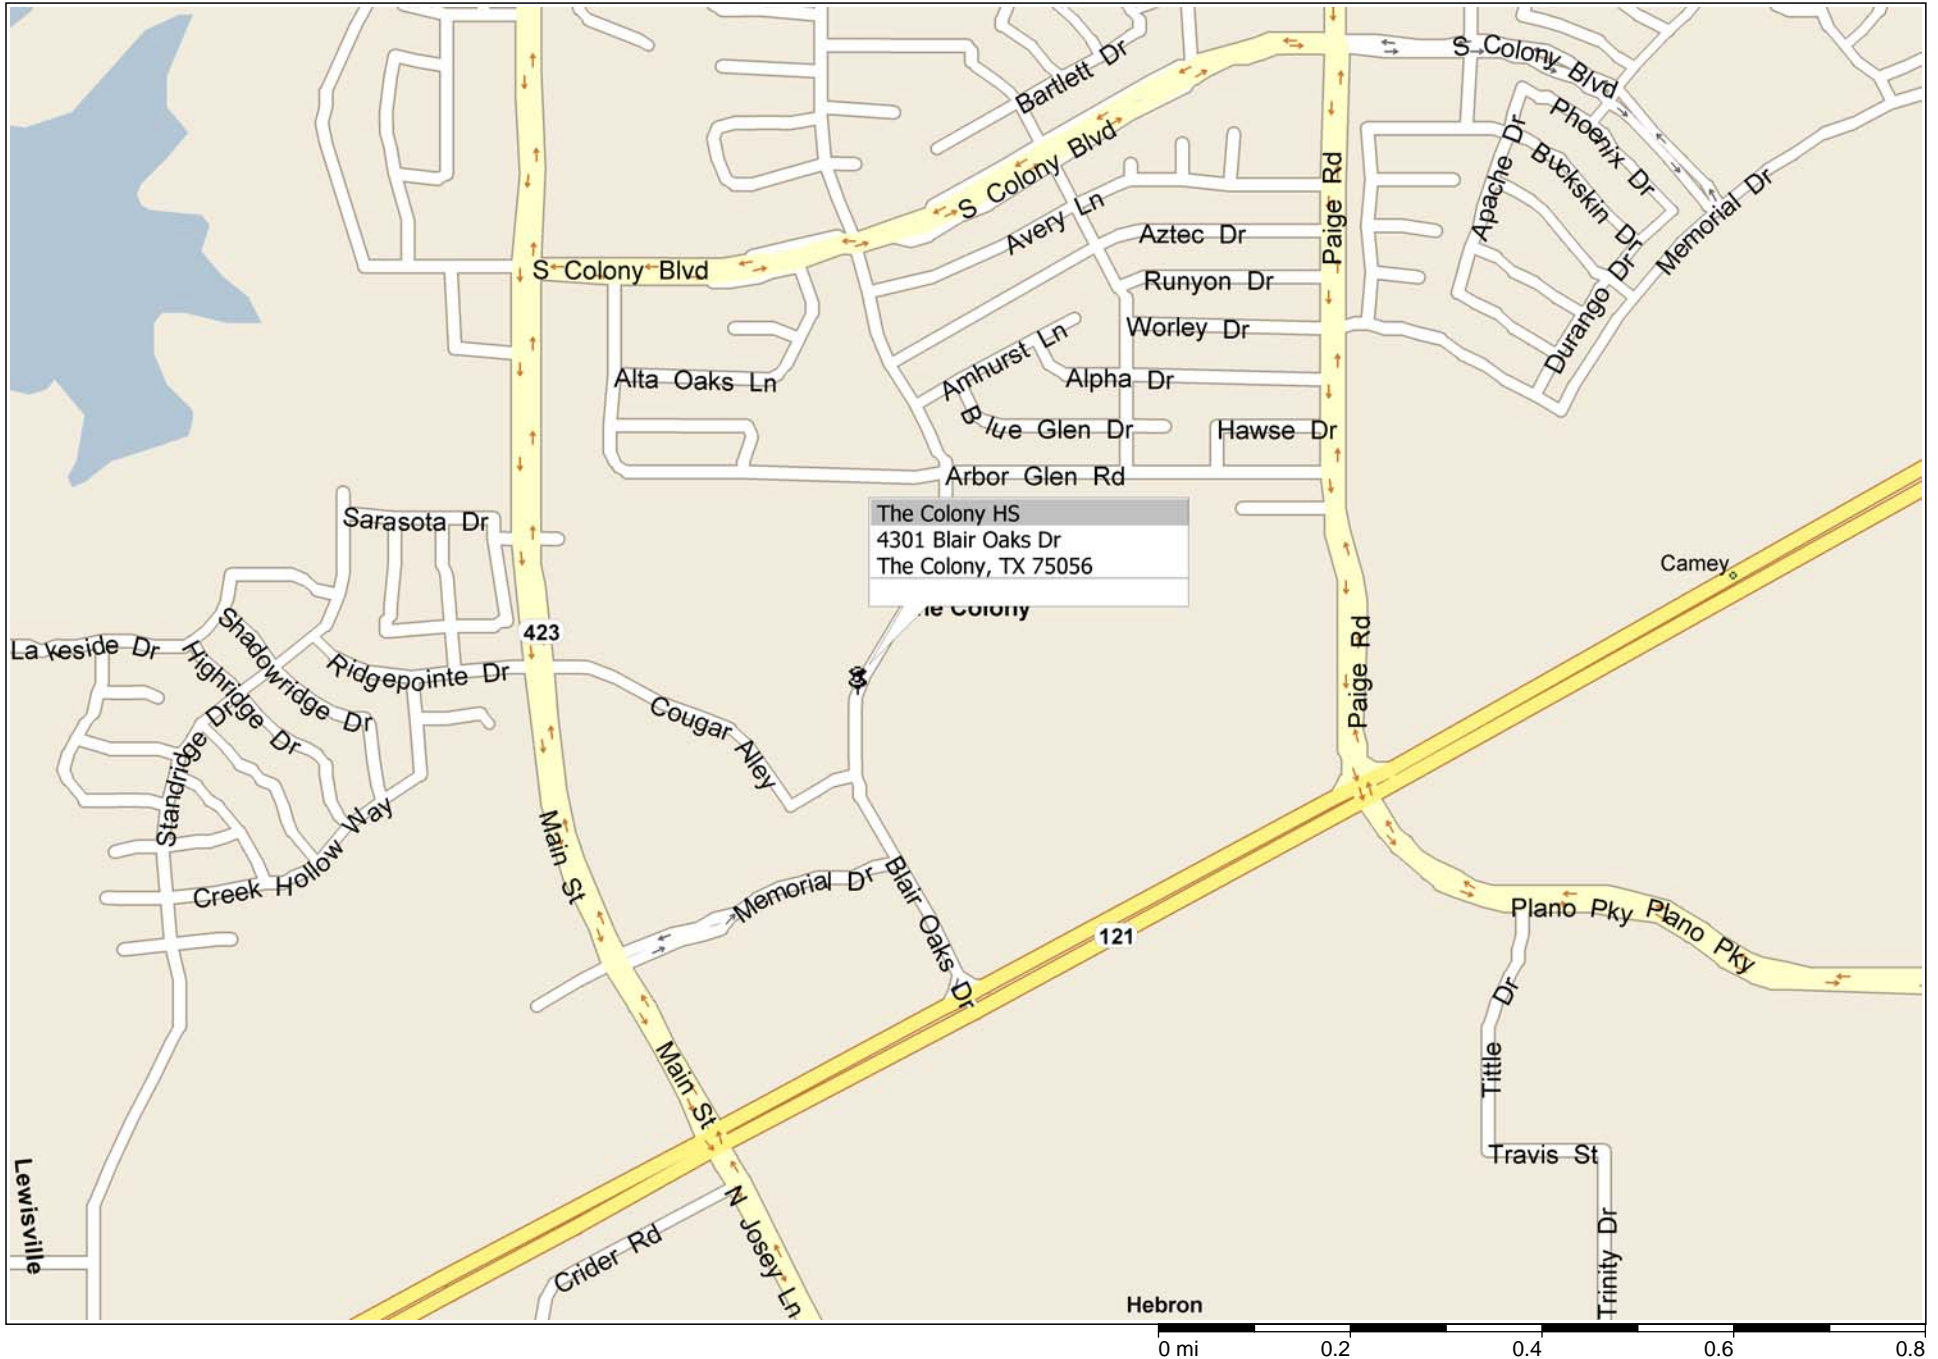 S Colony Blvd
Bartlett Dr
S Colony Blvd
Phoenix Dr
Apache Dr
Buckskin Dr
Paige Rd
Memorial Dr
Avery Ln
Aztec Dr
S Colony Blvd
Runyon Dr
Durango Dr
Worley Dr
Amhurst Ln
Alta Oaks Ln
Alpha Dr
Blue Glen Dr
Hawse Dr
Arbor Glen Rd
The Colony HS
4301 Blair Oaks Dr
The Colony, TX 75056
Colony
Sarasota Dr
Camey
423
Lakeside Dr
Shadowridge Dr
Highridge Dr
Ridgepointe Dr
Paige Rd
Cougar Alley
Standridge Dr
Main St
Creek Hollow Way
Memorial Dr
Blair Oaks Dr
Plano Pky
Plano Pky
121
Tittle Dr
Main St
Travis St
Lewisville
N Josey Ln
Crider Rd
Trinity Dr
Hebron
0 mi 0.2 0.4 0.6 0.8